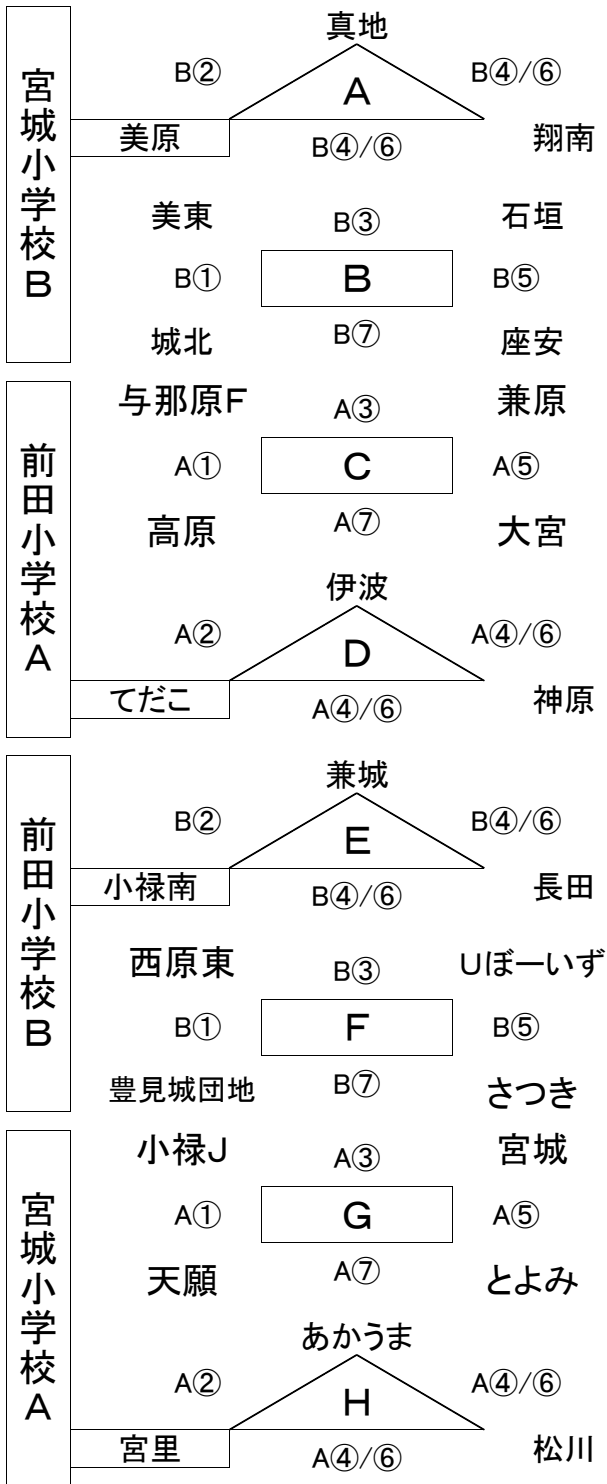 宮城小学校B
真地
B② B④/⑥
A
美原 B④/⑥ 翔南
美東 B③ 石垣
B① B B⑤
城北 B⑦ 座安
前田小学校A
与那原F A③ 兼原
A① C A⑤
高原 A⑦ 大宮
伊波
A② A④/⑥
D
てだこ A④/⑥ 神原
前田小学校B
兼城
B② B④/⑥
E
小禄南 B④/⑥ 長田
西原東 B③ Uぼーいず
B① F B⑤
豊見城団地 B⑦ さつき
宮城小学校A
小禄J A③ 宮城
A① G A⑤
天願 A⑦ とよみ
あかうま
A② A④/⑥
H
宮里 A④/⑥ 松川